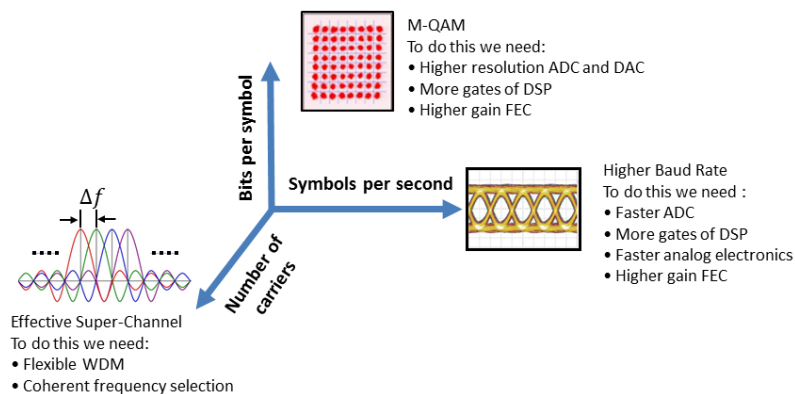 M-QAM
To do this we need:
• Higher resolution ADC and DAC
• More gates of DSP
• Higher gain FEC
Bits per symbol
Symbols per second
Higher Baud Rate
To do this we need :
• Faster ADC
• More gates of DSP
• Faster analog electronics
• Higher gain FEC
Δf
....
....
Number of
carriers
Effective Super-Channel
To do this we need:
• Flexible WDM
• Coherent frequency selection